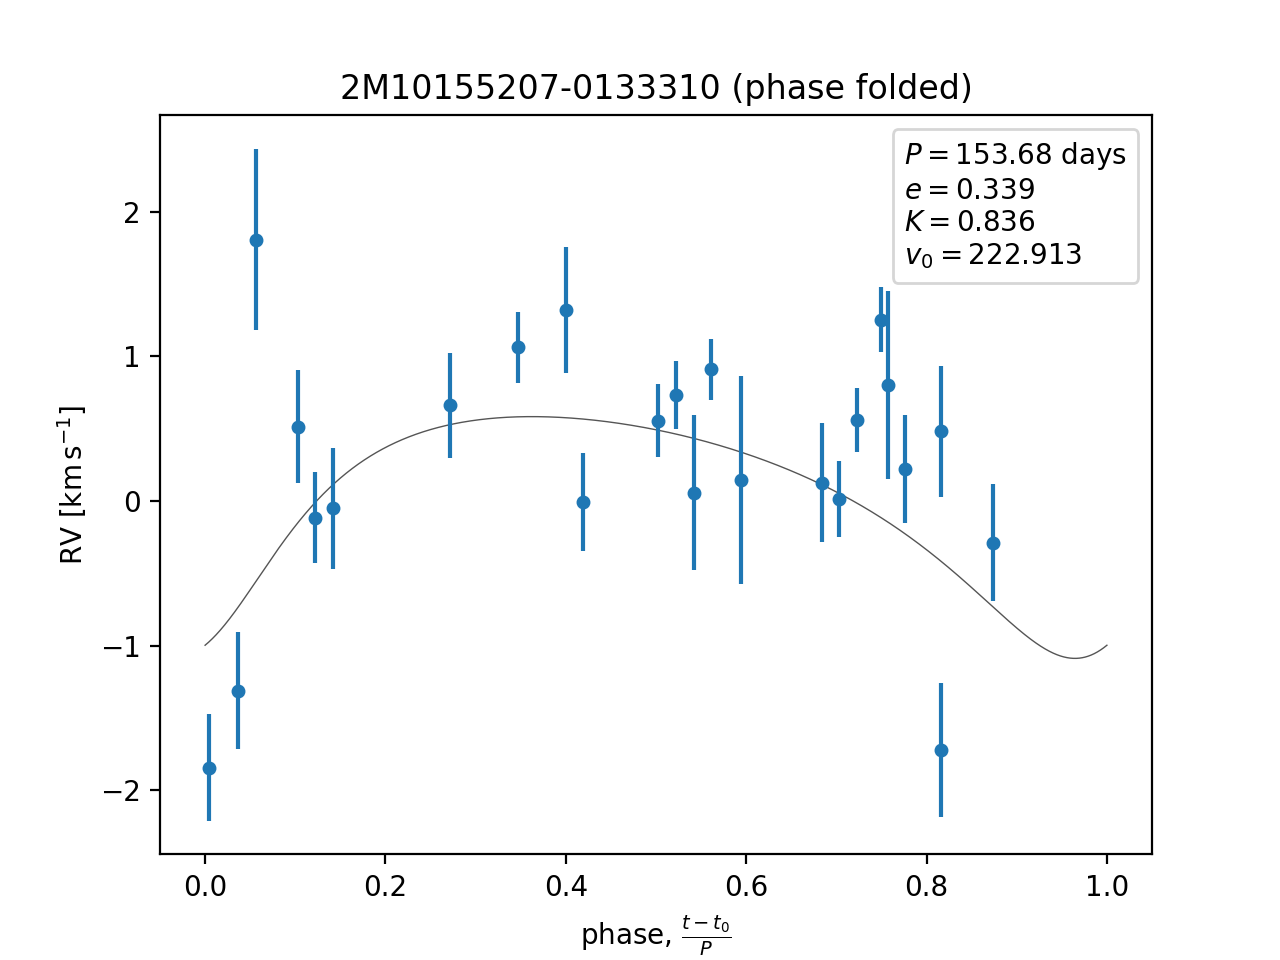 2M10155207-0133310 (phase folded)
P = 153.68 days
e = 0.339
K = 0.836
v₀ = 222.913
RV [km s⁻¹]
2
1
0
−1
−2
0.0 0.2 0.4 0.6 0.8 1.0
phase, (t − t₀)/P